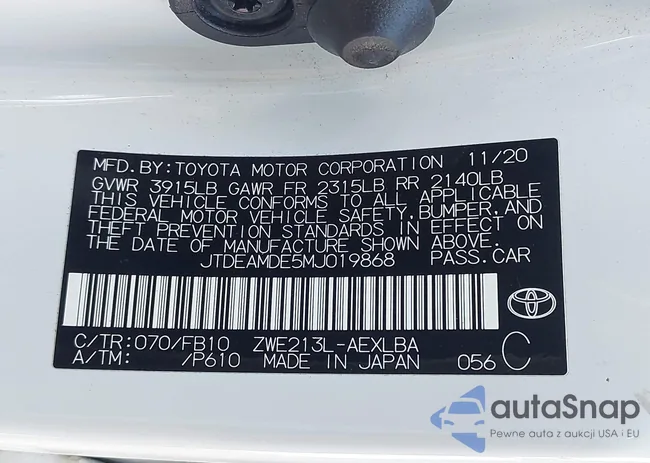 MFD. BY: TOYOTA MOTOR CORPORATION 11/20
GVWR 3915LB GAWR FR 2315LB RR 2140LB
THIS VEHICLE CONFORMS TO ALL APPLICABLE
FEDERAL MOTOR VEHICLE SAFETY, BUMPER, AND
THEFT PREVENTION STANDARDS IN EFFECT ON
THE DATE OF MANUFACTURE SHOWN ABOVE.
JTDEAMDE5MJ019868 PASS. CAR
C/TR: 070/FB10 ZWE213L-AEXLBA
A/TM: /P610 MADE IN JAPAN 056 C
autaSnap
Pewne auta z aukcji USA i EU